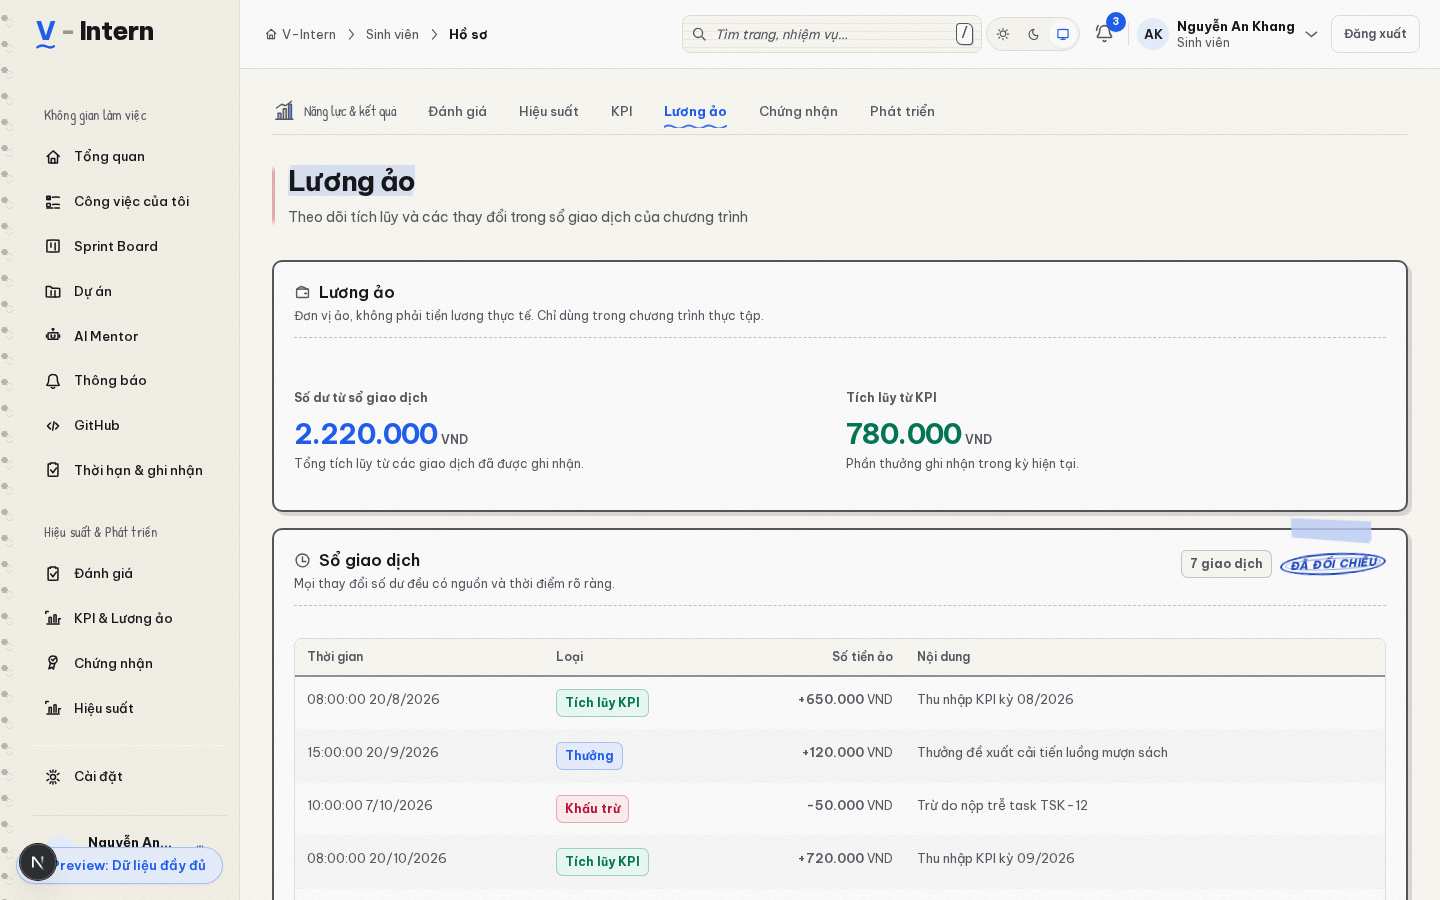 V - Intern
V-Intern > Sinh viên > Hồ sơ
Tìm trang, nhiệm vụ...
/
3
AK
Nguyễn An Khang
Sinh viên
Đăng xuất
Không gian làm việc
Tổng quan
Công việc của tôi
Sprint Board
Dự án
AI Mentor
Thông báo
GitHub
Thời hạn & ghi nhận
Hiệu suất & Phát triển
Đánh giá
KPI & Lương ảo
Chứng nhận
Hiệu suất
Cài đặt
Nguyễn An...
N
Preview: Dữ liệu đầy đủ
Năng lực & kết quả
Đánh giá
Hiệu suất
KPI
Lương ảo
Chứng nhận
Phát triển
Lương ảo
Theo dõi tích lũy và các thay đổi trong sổ giao dịch của chương trình
Lương ảo
Đơn vị ảo, không phải tiền lương thực tế. Chỉ dùng trong chương trình thực tập.
Số dư từ sổ giao dịch
2.220.000 VND
Tổng tích lũy từ các giao dịch đã được ghi nhận.
Tích lũy từ KPI
780.000 VND
Phần thưởng ghi nhận trong kỳ hiện tại.
Sổ giao dịch
Mọi thay đổi số dư đều có nguồn và thời điểm rõ ràng.
7 giao dịch
ĐÃ ĐỐI CHIẾU
Thời gian Loại Số tiền ảo Nội dung
08:00:00 20/8/2026 Tích lũy KPI +650.000 VND Thu nhập KPI kỳ 08/2026
15:00:00 20/9/2026 Thưởng +120.000 VND Thưởng đề xuất cải tiến luồng mượn sách
10:00:00 7/10/2026 Khấu trừ -50.000 VND Trừ do nộp trễ task TSK-12
08:00:00 20/10/2026 Tích lũy KPI +720.000 VND Thu nhập KPI kỳ 09/2026